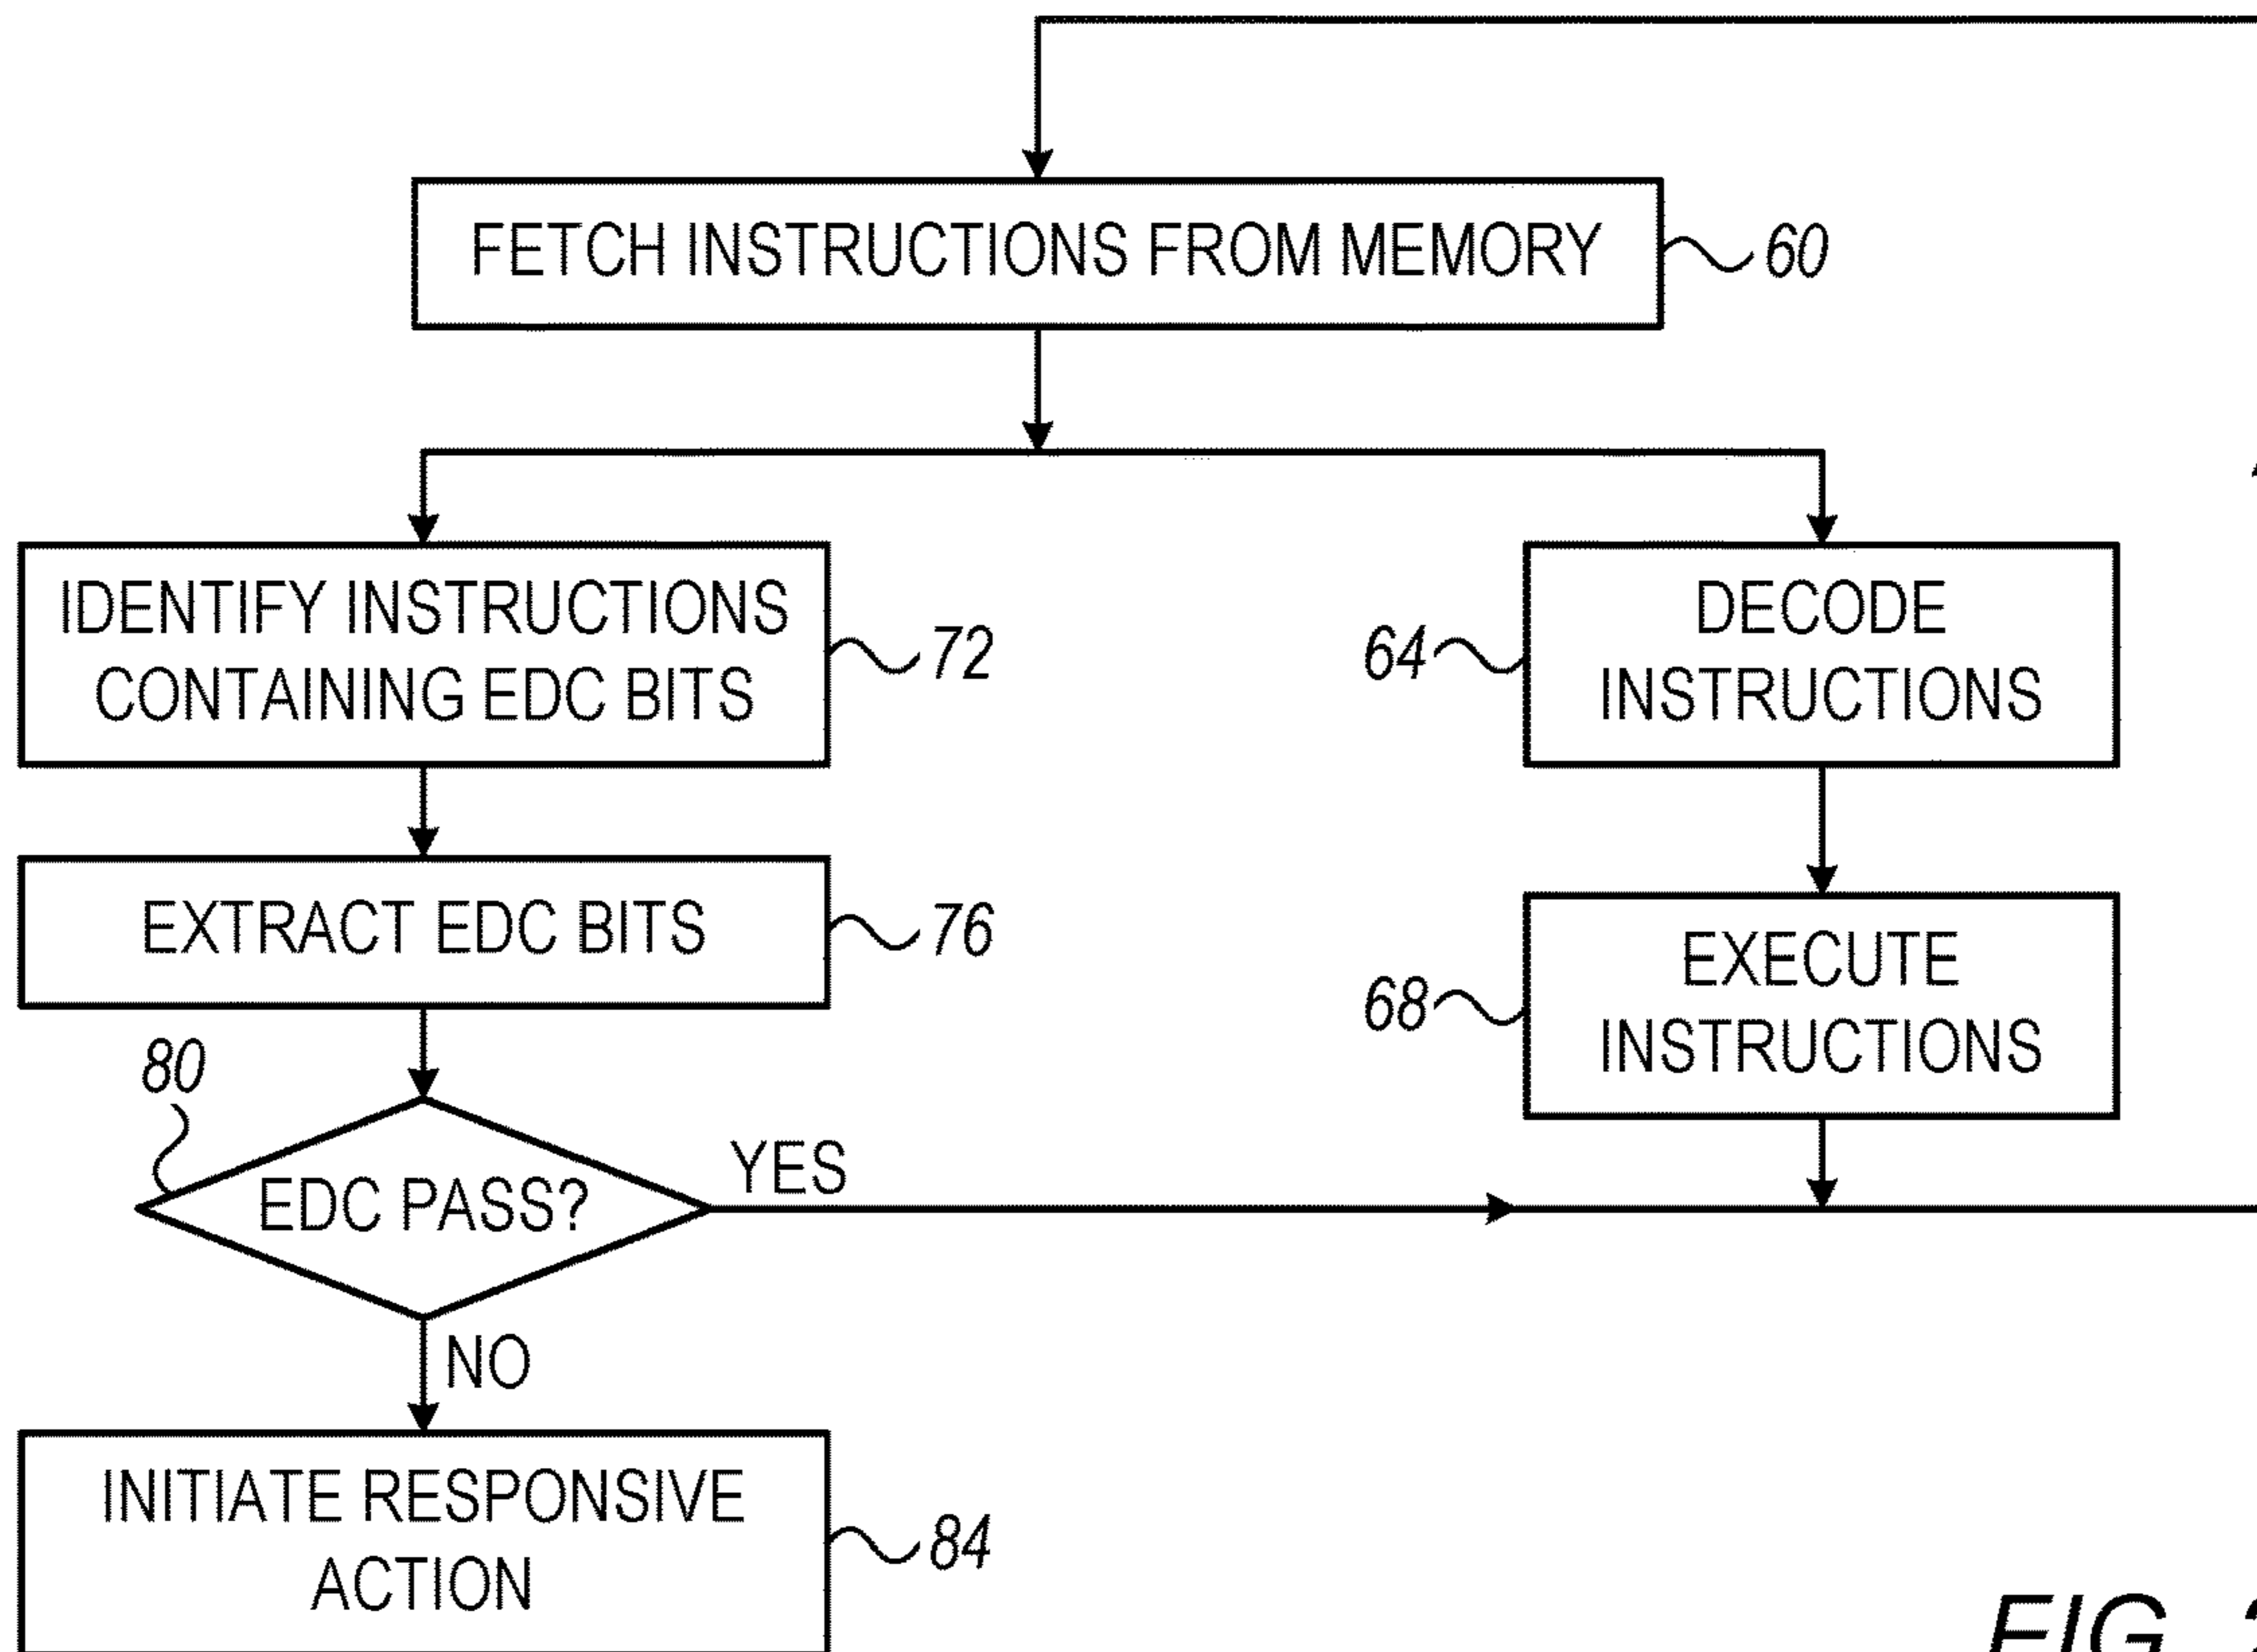 FETCH INSTRUCTIONS FROM MEMORY
60
IDENTIFY INSTRUCTIONS
CONTAINING EDC BITS
72
64
DECODE
INSTRUCTIONS
EXTRACT EDC BITS
76
68
EXECUTE
INSTRUCTIONS
80
EDC PASS?
YES
NO
INITIATE RESPONSIVE
ACTION
84
FIG.